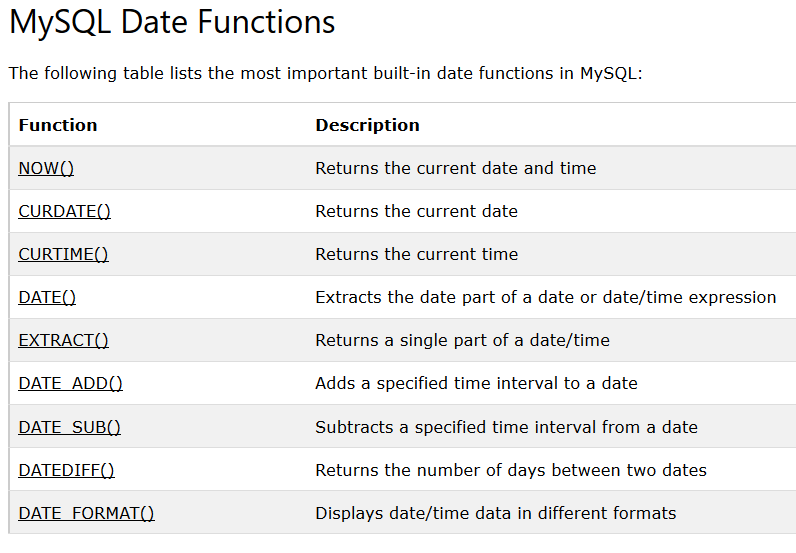 MySQL Date Functions
The following table lists the most important built-in date functions in MySQL:
Function Description
NOW() Returns the current date and time
CURDATE() Returns the current date
CURTIME() Returns the current time
DATE() Extracts the date part of a date or date/time expression
EXTRACT() Returns a single part of a date/time
DATE_ADD() Adds a specified time interval to a date
DATE_SUB() Subtracts a specified time interval from a date
DATEDIFF() Returns the number of days between two dates
DATE_FORMAT() Displays date/time data in different formats